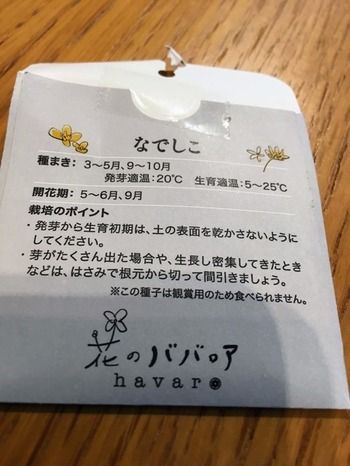 なでしこ
種まき： 3～5月、9～10月
発芽適温：20℃　生育適温：5～25℃
開花期： 5～6月、9月
栽培のポイント
・発芽から生育初期は、土の表面を乾かさないように
してください。
・芽がたくさん出た場合や、生長し密集してきたとき
などは、はさみで根元から切って間引きましょう。
※この種子は観賞用のため食べられません。
花のババロア
havaro